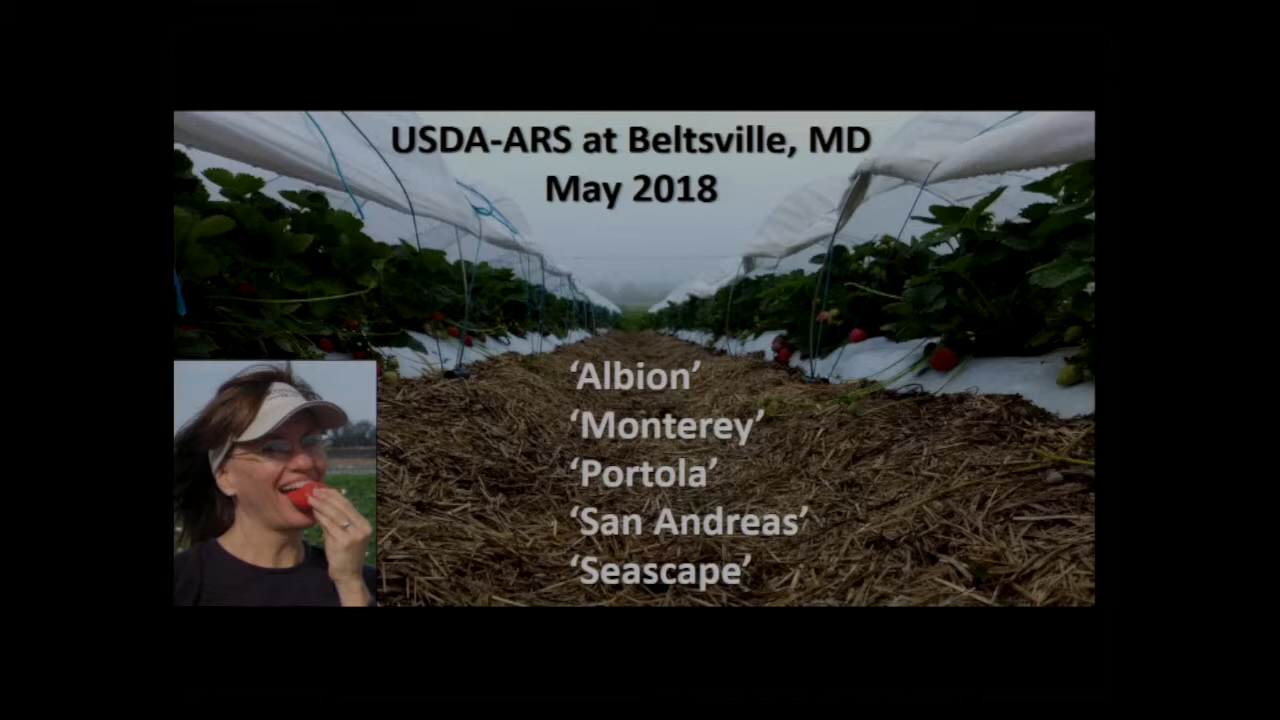 USDA-ARS at Beltsville, MD
May 2018
‘Albion’
‘Monterey’
‘Portola’
‘San Andreas’
‘Seascape’